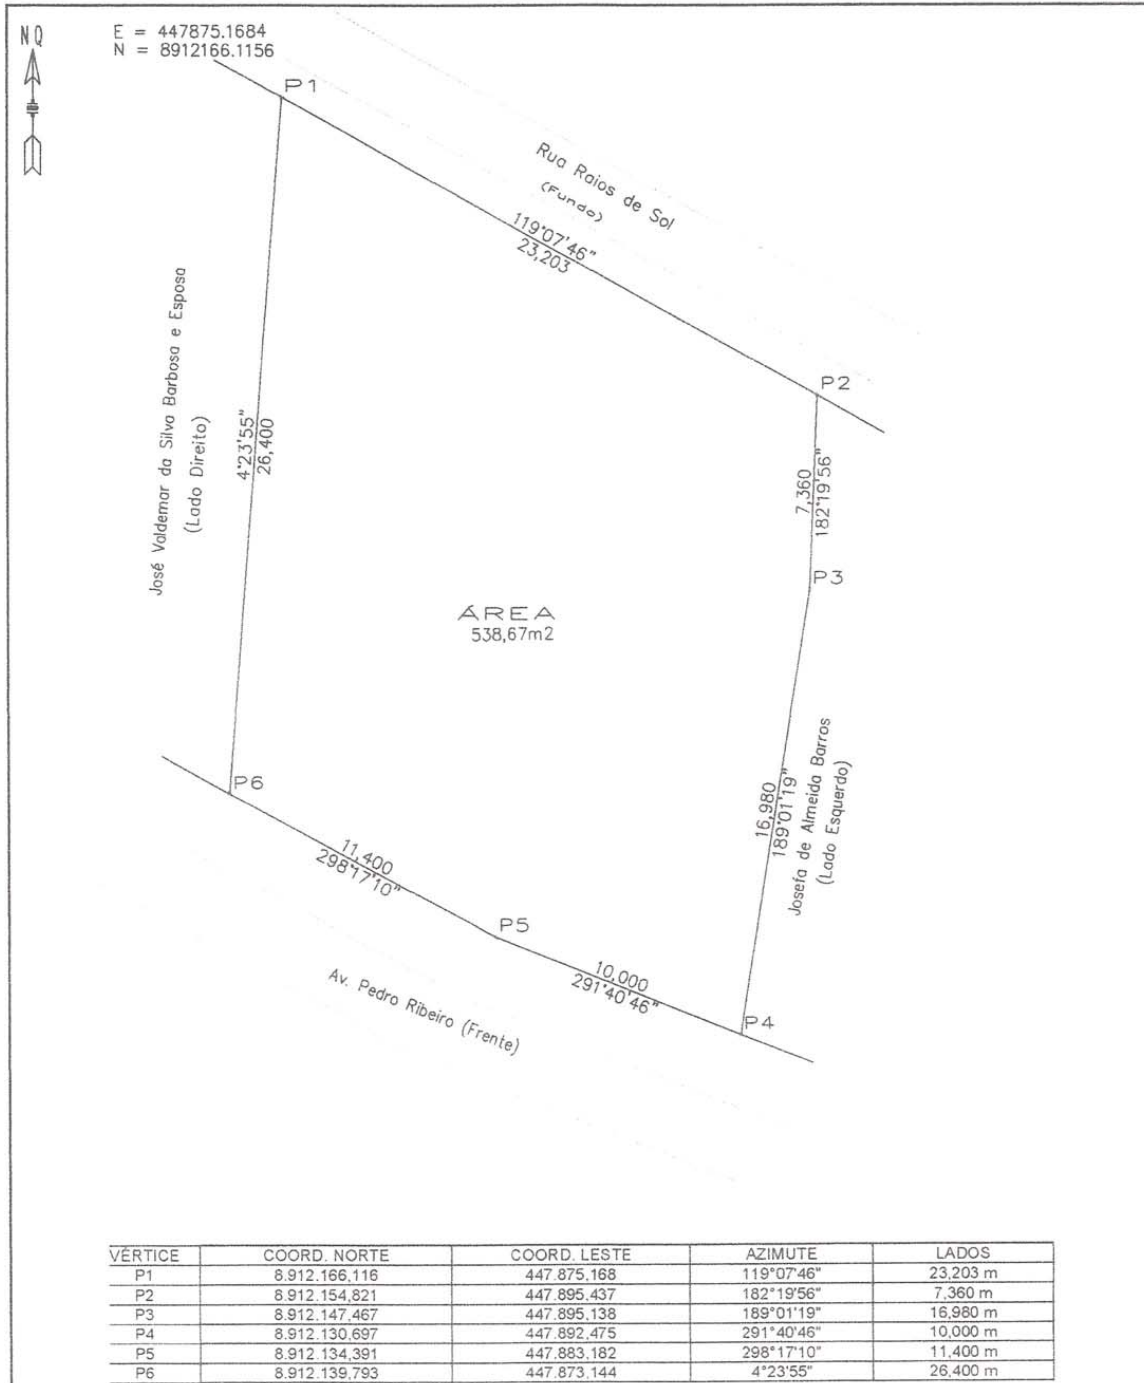 NQ
E = 447875.1684
N = 8912166.1156
P1
Rua Raios de Sol
(Fundo)
119°07'46"
23,203
P2
José Valdemar da Silva Barbosa e Esposa
(Lado Direito)
4°23'55"
26,400
7,360
182°19'56"
P3
ÁREA
538,67m2
16,980
189°01'19"
Josefa de Almeida Barros
(Lado Esquerdo)
P6
11,400
298°17'10"
P5
10,000
291°40'46"
P4
Av. Pedro Ribeiro (Frente)
VÉRTICE COORD. NORTE COORD. LESTE AZIMUTE LADOS
P1 8.912.166,116 447.875,168 119°07'46" 23,203 m
P2 8.912.154,821 447.895,437 182°19'56" 7,360 m
P3 8.912.147,467 447.895,138 189°01'19" 16,980 m
P4 8.912.130,697 447.892,475 291°40'46" 10,000 m
P5 8.912.134,391 447.883,182 298°17'10" 11,400 m
P6 8.912.139,793 447.873,144 4°23'55" 26,400 m